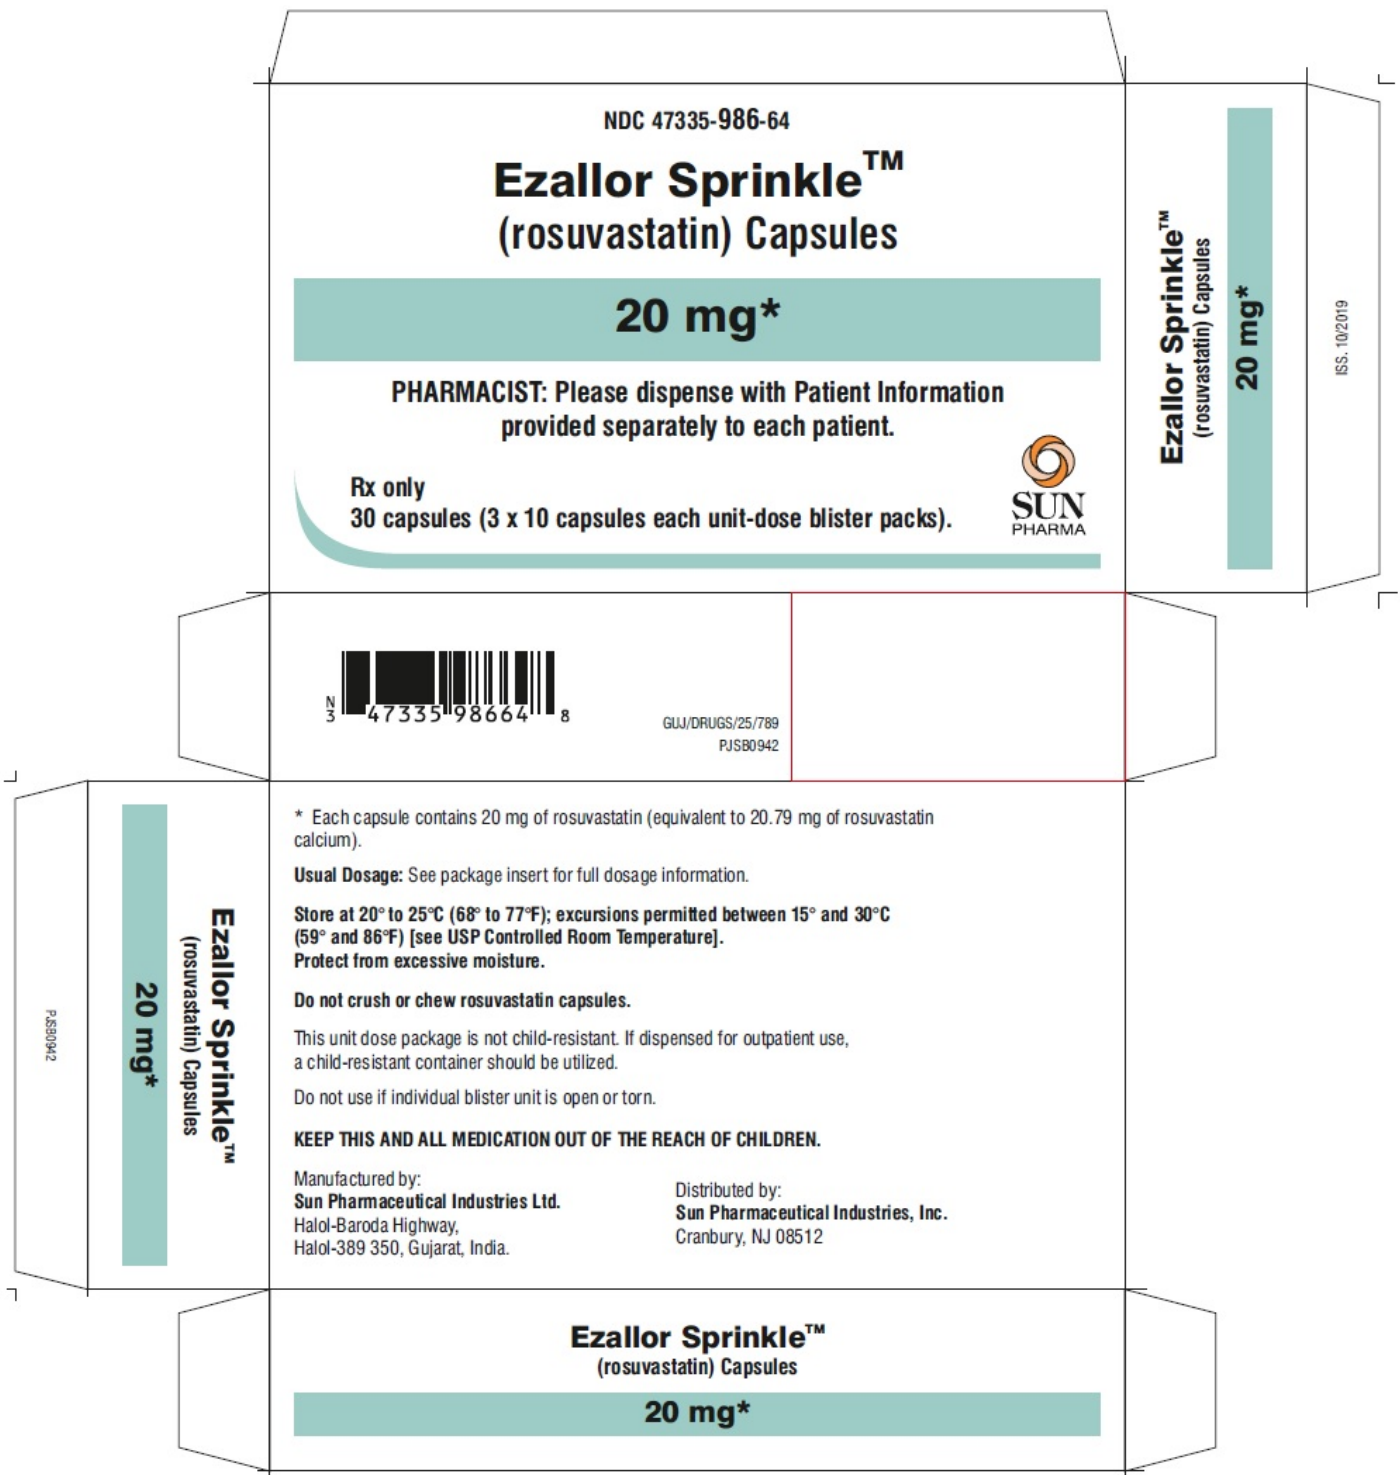 NDC 47335-986-64
Ezallor Sprinkle™
(rosuvastatin) Capsules
20 mg*
PHARMACIST: Please dispense with Patient Information
provided separately to each patient.
Rx only
30 capsules (3 x 10 capsules each unit-dose blister packs).
SUN
PHARMA
Ezallor Sprinkle™
(rosuvastatin) Capsules
20 mg*
ISS. 10/2019
N
3
47335 98664 8
GUJ/DRUGS/25/789
PJSB0942
* Each capsule contains 20 mg of rosuvastatin (equivalent to 20.79 mg of rosuvastatin
calcium).
Usual Dosage: See package insert for full dosage information.
Store at 20° to 25°C (68° to 77°F); excursions permitted between 15° and 30°C
(59° and 86°F) [see USP Controlled Room Temperature].
Protect from excessive moisture.
Do not crush or chew rosuvastatin capsules.
This unit dose package is not child-resistant. If dispensed for outpatient use,
a child-resistant container should be utilized.
Do not use if individual blister unit is open or torn.
KEEP THIS AND ALL MEDICATION OUT OF THE REACH OF CHILDREN.
Manufactured by:
Sun Pharmaceutical Industries Ltd.
Halol-Baroda Highway,
Halol-389 350, Gujarat, India.
Distributed by:
Sun Pharmaceutical Industries, Inc.
Cranbury, NJ 08512
Ezallor Sprinkle™
(rosuvastatin) Capsules
20 mg*
PJSB0942
Ezallor Sprinkle™
(rosuvastatin) Capsules
20 mg*